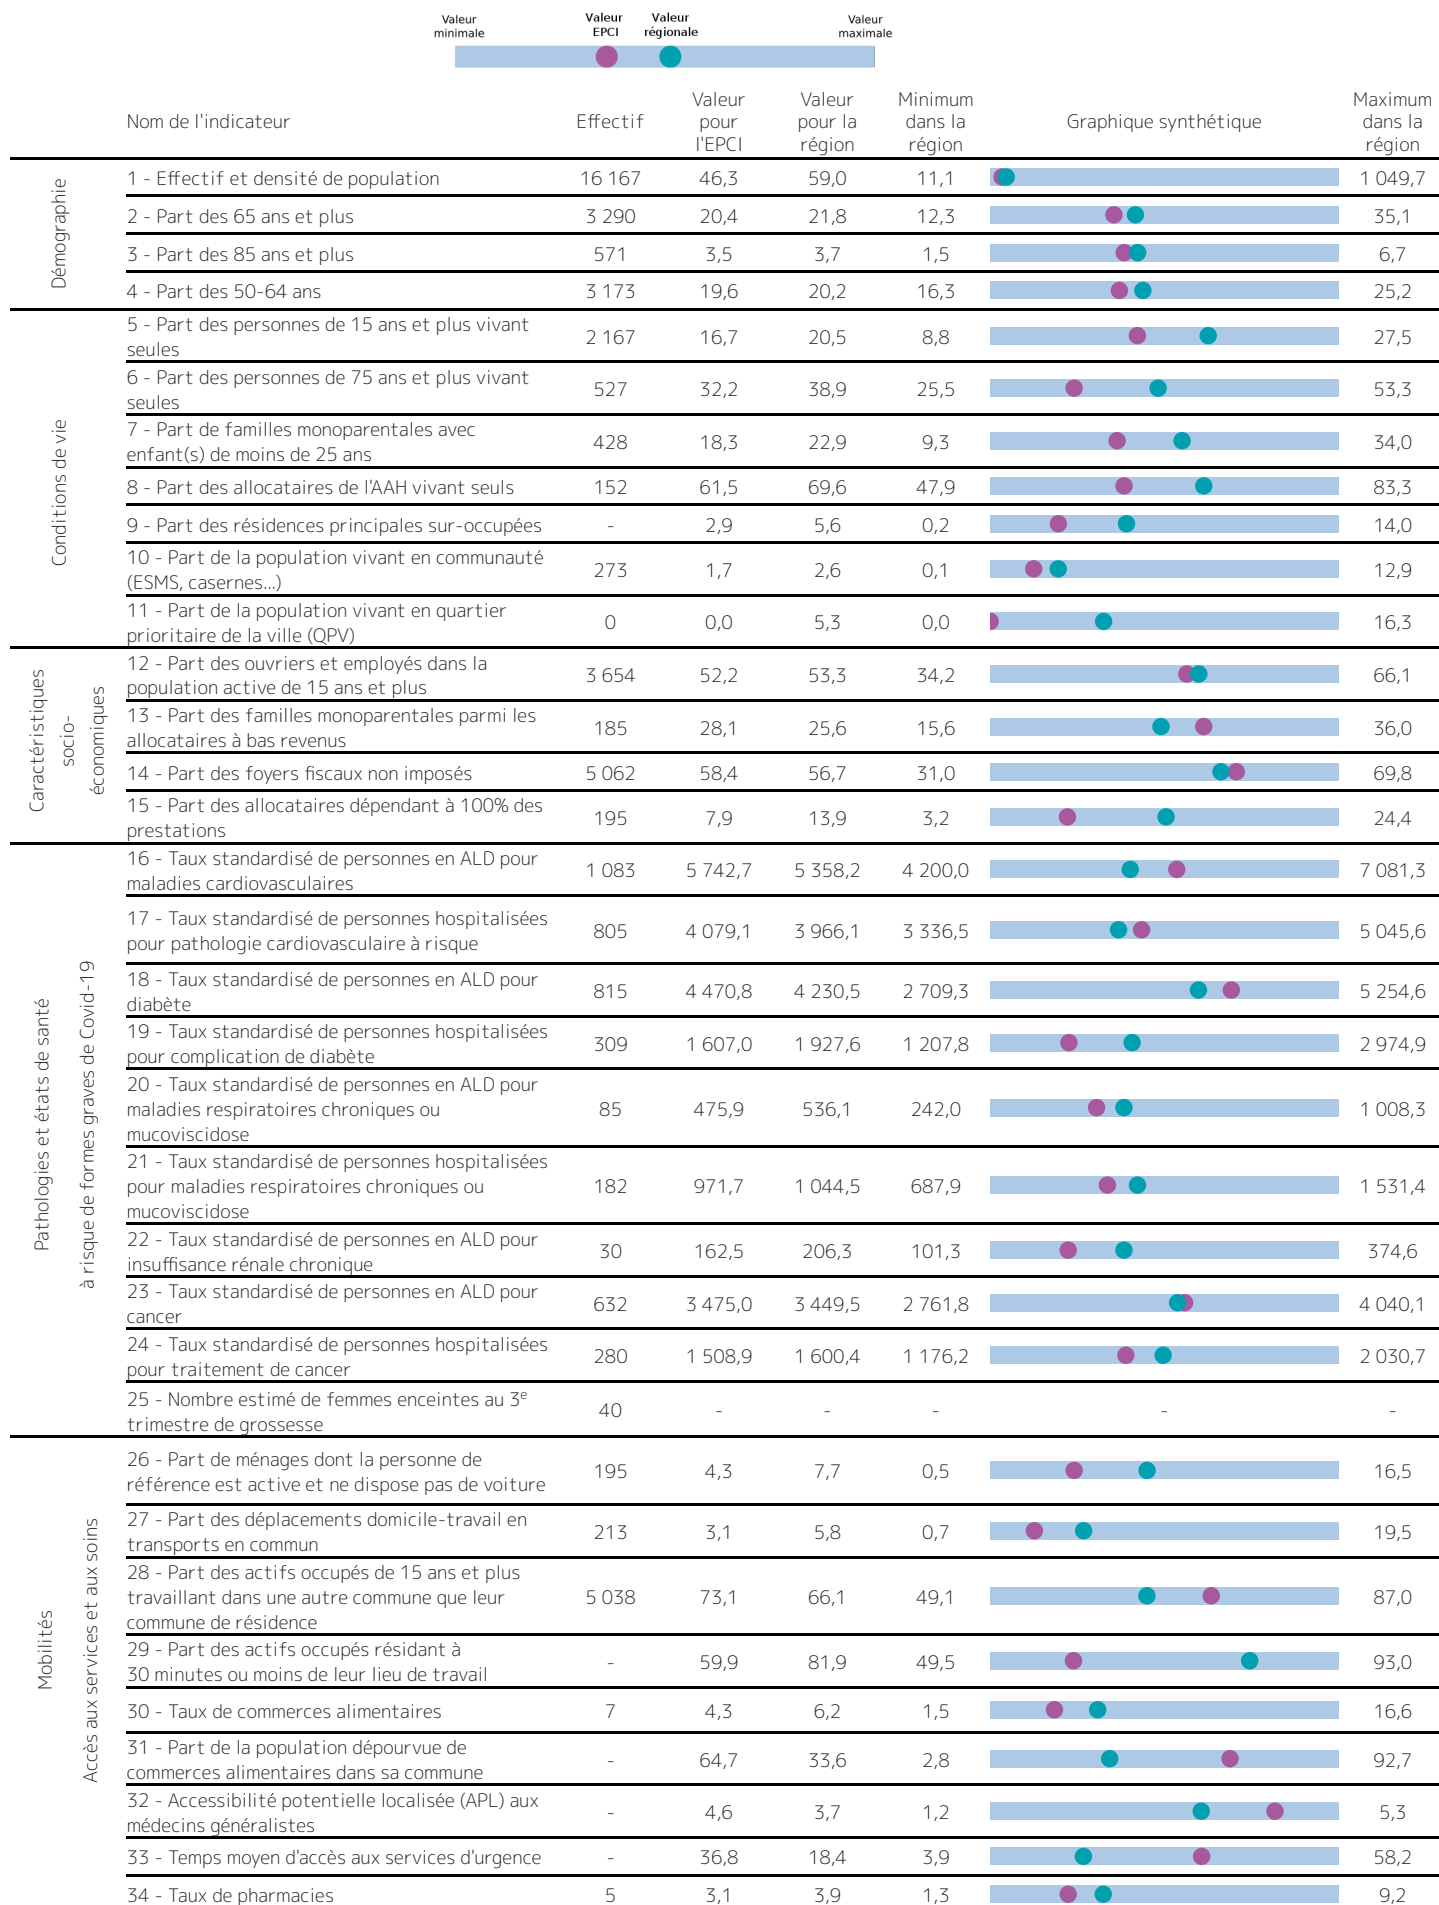 Valeur minimale
Valeur EPCI
Valeur régionale
Valeur maximale
Nom de l'indicateur Effectif Valeur pour l'EPCI Valeur pour la région Minimum dans la région Graphique synthétique Maximum dans la région
Démographie
1 - Effectif et densité de population 16 167 46,3 59,0 11,1 1 049,7
2 - Part des 65 ans et plus 3 290 20,4 21,8 12,3 35,1
3 - Part des 85 ans et plus 571 3,5 3,7 1,5 6,7
4 - Part des 50-64 ans 3 173 19,6 20,2 16,3 25,2
Conditions de vie
5 - Part des personnes de 15 ans et plus vivant
seules 2 167 16,7 20,5 8,8 27,5
6 - Part des personnes de 75 ans et plus vivant
seules 527 32,2 38,9 25,5 53,3
7 - Part de familles monoparentales avec
enfant(s) de moins de 25 ans 428 18,3 22,9 9,3 34,0
8 - Part des allocataires de l'AAH vivant seuls 152 61,5 69,6 47,9 83,3
9 - Part des résidences principales sur-occupées - 2,9 5,6 0,2 14,0
10 - Part de la population vivant en communauté
(ESMS, casernes...) 273 1,7 2,6 0,1 12,9
11 - Part de la population vivant en quartier
prioritaire de la ville (QPV) 0 0,0 5,3 0,0 16,3
Caractéristiques
socio-
économiques
12 - Part des ouvriers et employés dans la
population active de 15 ans et plus 3 654 52,2 53,3 34,2 66,1
13 - Part des familles monoparentales parmi les
allocataires à bas revenus 185 28,1 25,6 15,6 36,0
14 - Part des foyers fiscaux non imposés 5 062 58,4 56,7 31,0 69,8
15 - Part des allocataires dépendant à 100% des
prestations 195 7,9 13,9 3,2 24,4
Pathologies et états de santé
à risque de formes graves de Covid-19
16 - Taux standardisé de personnes en ALD pour
maladies cardiovasculaires 1 083 5 742,7 5 358,2 4 200,0 7 081,3
17 - Taux standardisé de personnes hospitalisées
pour pathologie cardiovasculaire à risque 805 4 079,1 3 966,1 3 336,5 5 045,6
18 - Taux standardisé de personnes en ALD pour
diabète 815 4 470,8 4 230,5 2 709,3 5 254,6
19 - Taux standardisé de personnes hospitalisées
pour complication de diabète 309 1 607,0 1 927,6 1 207,8 2 974,9
20 - Taux standardisé de personnes en ALD pour
maladies respiratoires chroniques ou
mucoviscidose 85 475,9 536,1 242,0 1 008,3
21 - Taux standardisé de personnes hospitalisées
pour maladies respiratoires chroniques ou
mucoviscidose 182 971,7 1 044,5 687,9 1 531,4
22 - Taux standardisé de personnes en ALD pour
insuffisance rénale chronique 30 162,5 206,3 101,3 374,6
23 - Taux standardisé de personnes en ALD pour
cancer 632 3 475,0 3 449,5 2 761,8 4 040,1
24 - Taux standardisé de personnes hospitalisées
pour traitement de cancer 280 1 508,9 1 600,4 1 176,2 2 030,7
25 - Nombre estimé de femmes enceintes au 3e
trimestre de grossesse 40 - - - - -
Mobilités
Accès aux services et aux soins
26 - Part de ménages dont la personne de
référence est active et ne dispose pas de voiture 195 4,3 7,7 0,5 16,5
27 - Part des déplacements domicile-travail en
transports en commun 213 3,1 5,8 0,7 19,5
28 - Part des actifs occupés de 15 ans et plus
travaillant dans une autre commune que leur
commune de résidence 5 038 73,1 66,1 49,1 87,0
29 - Part des actifs occupés résidant à
30 minutes ou moins de leur lieu de travail - 59,9 81,9 49,5 93,0
30 - Taux de commerces alimentaires 7 4,3 6,2 1,5 16,6
31 - Part de la population dépourvue de
commerces alimentaires dans sa commune - 64,7 33,6 2,8 92,7
32 - Accessibilité potentielle localisée (APL) aux
médecins généralistes - 4,6 3,7 1,2 5,3
33 - Temps moyen d'accès aux services d'urgence - 36,8 18,4 3,9 58,2
34 - Taux de pharmacies 5 3,1 3,9 1,3 9,2